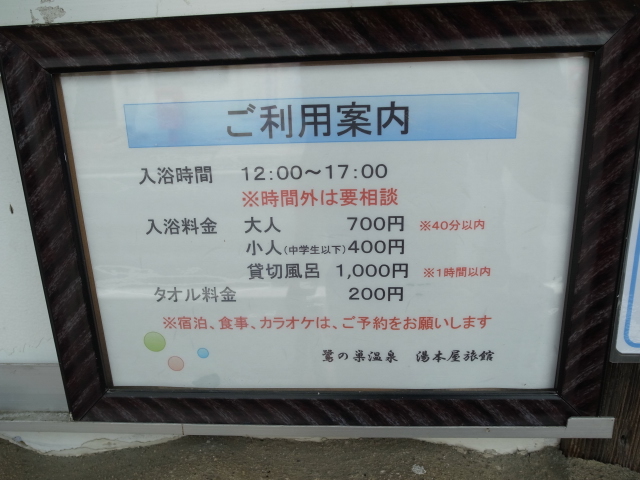 ご利用案内
入浴時間 12:00～17:00
※時間外は要相談
入浴料金 大人 700円 ※40分以内
小人(中学生以下)400円
貸切風呂 1,000円 ※1時間以内
タオル料金 200円
※宿泊、食事、カラオケは、ご予約をお願いします
鷺の巣温泉 湯本屋旅館